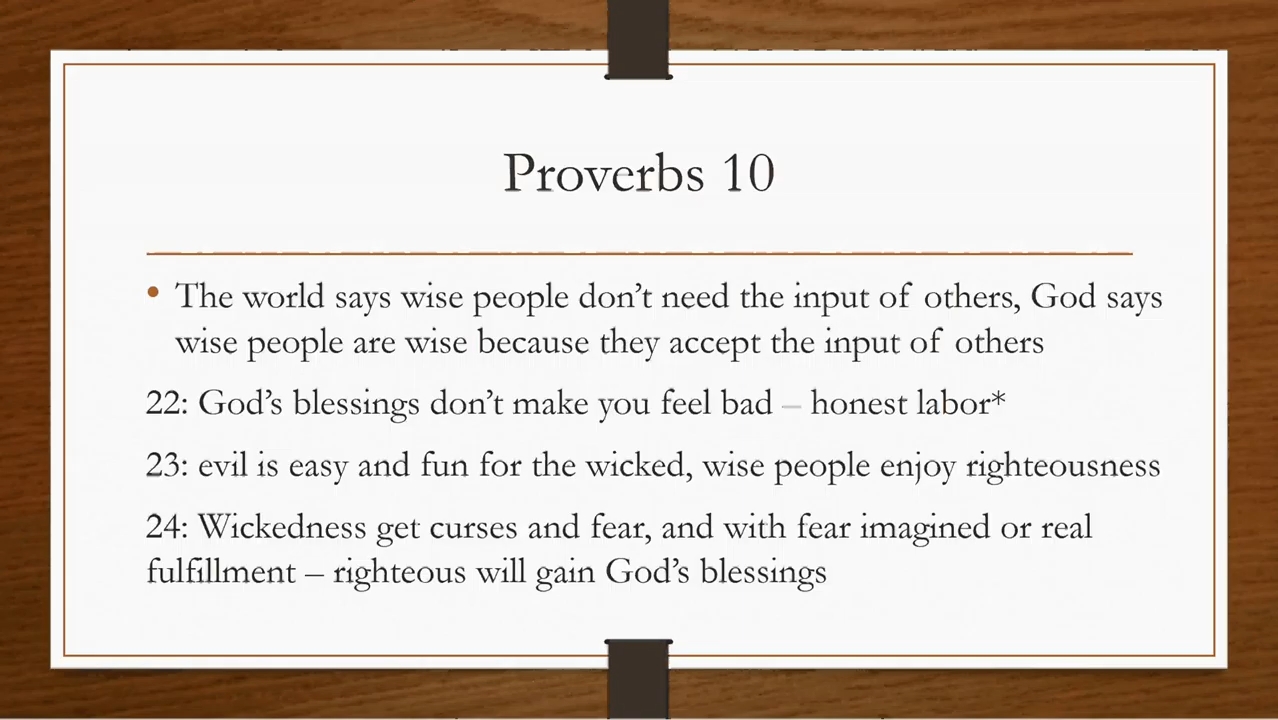 Proverbs 10
• The world says wise people don’t need the input of others, God says
wise people are wise because they accept the input of others
22: God’s blessings don’t make you feel bad – honest labor*
23: evil is easy and fun for the wicked, wise people enjoy righteousness
24: Wickedness get curses and fear, and with fear imagined or real
fulfillment – righteous will gain God’s blessings